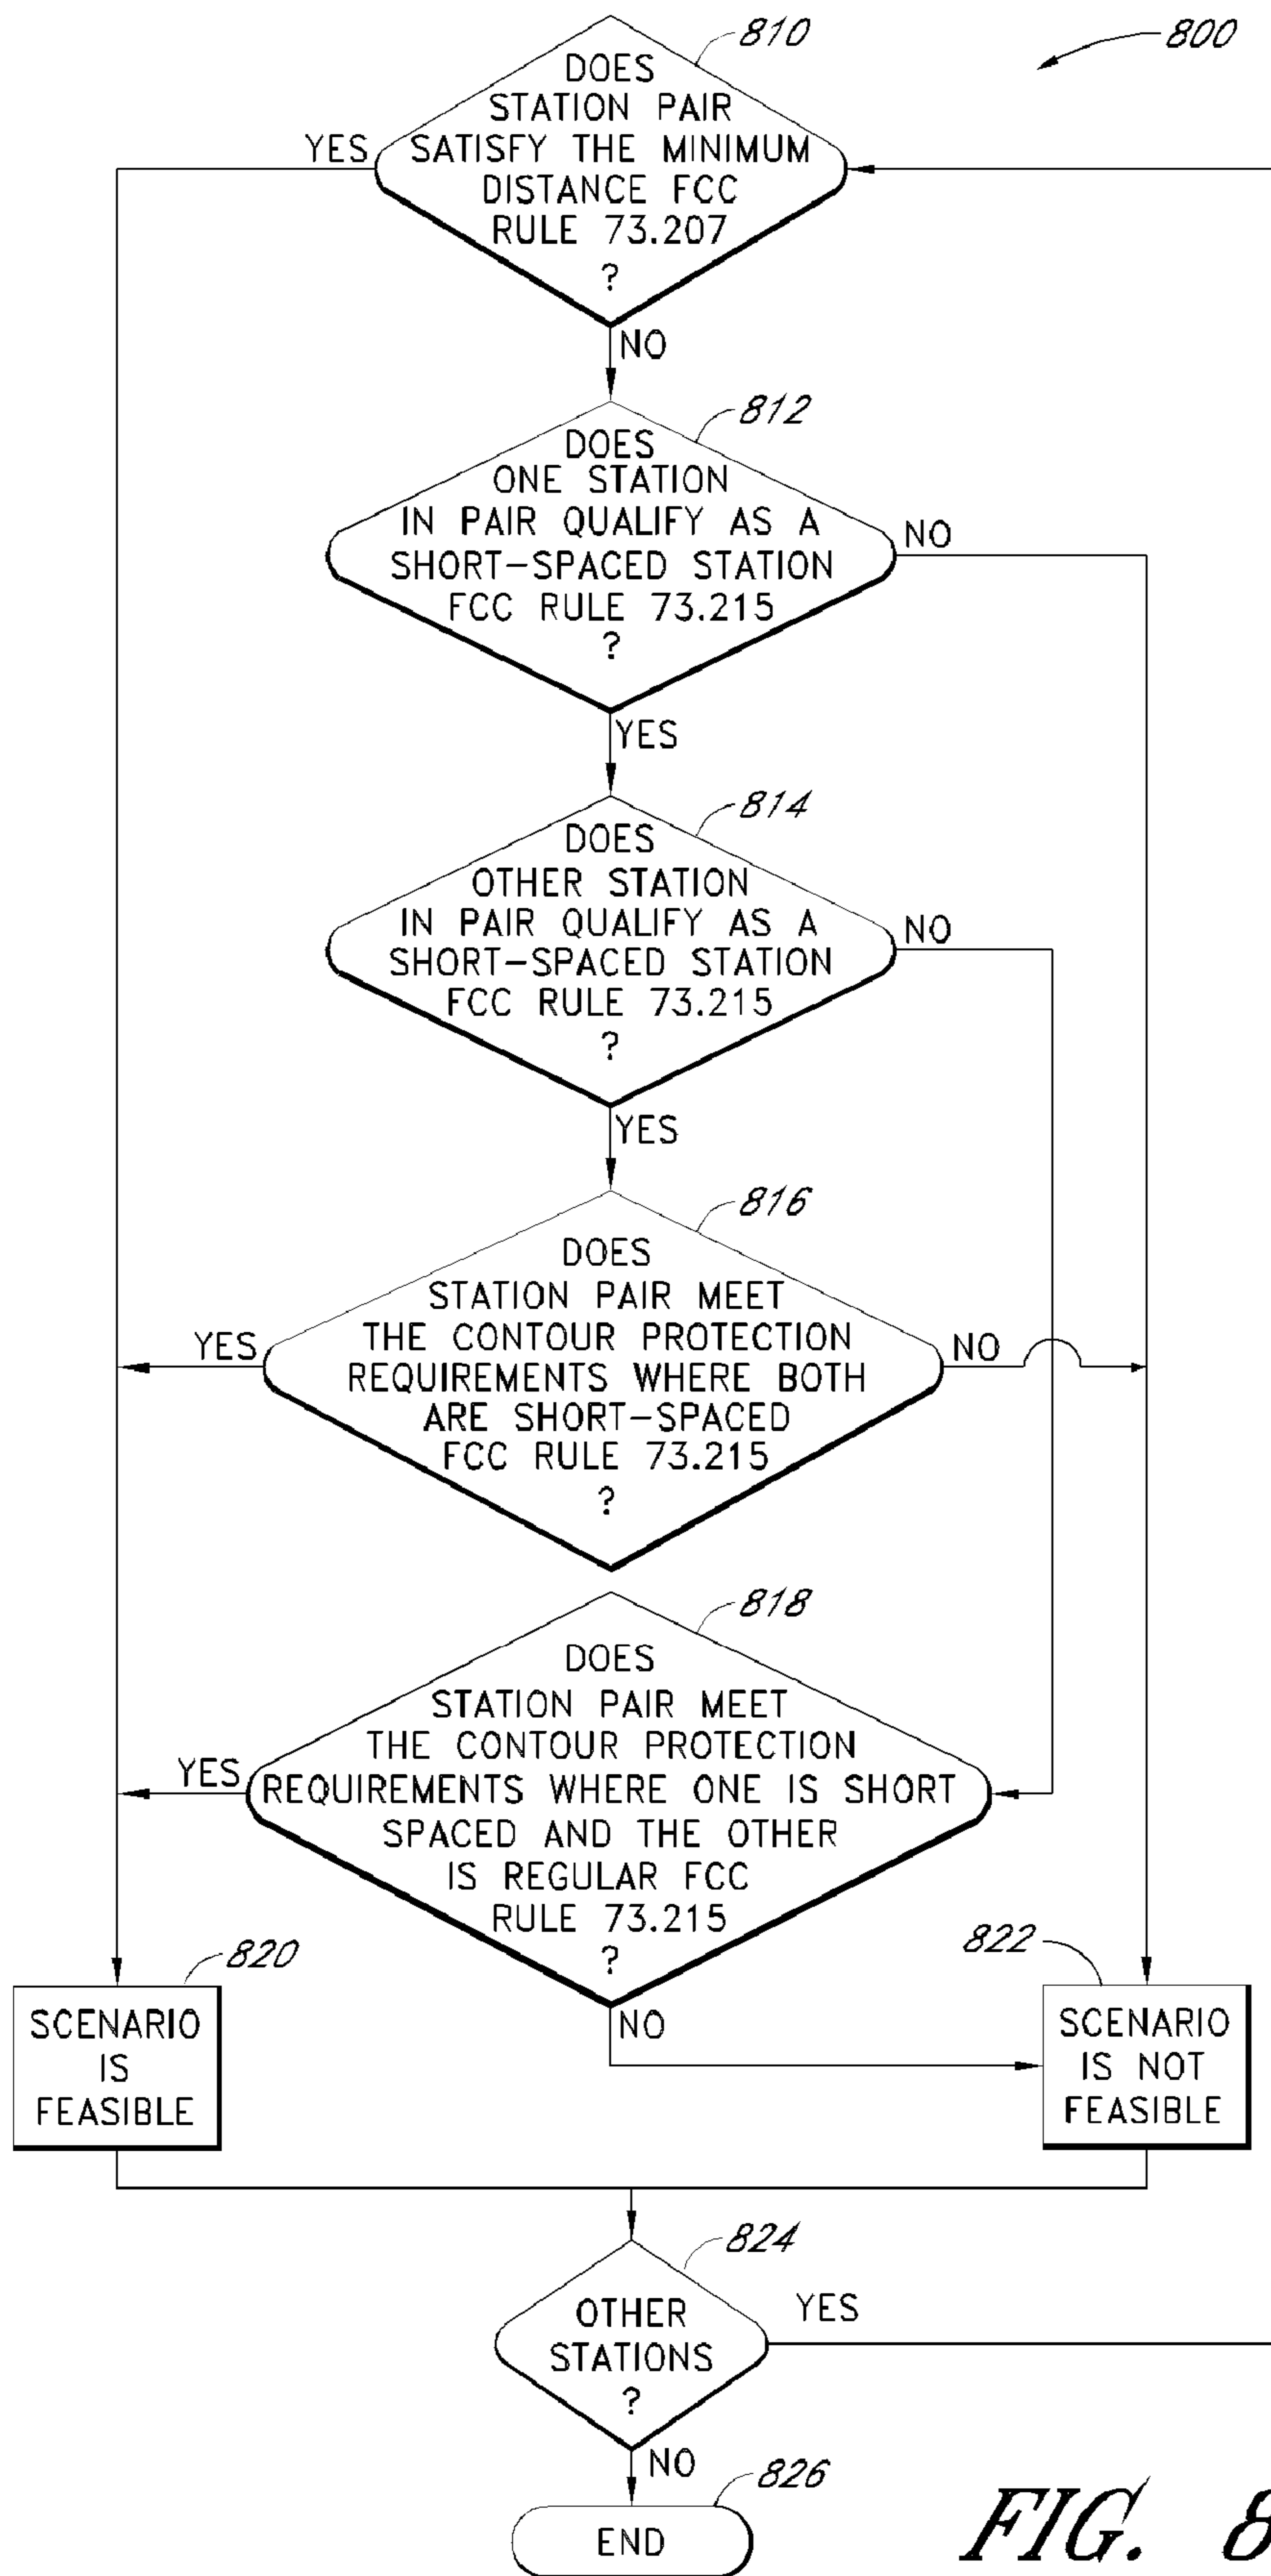 810
800
DOES
STATION PAIR
SATISFY THE MINIMUM
DISTANCE FCC
RULE 73.207
?
YES
NO
812
DOES
ONE STATION
IN PAIR QUALIFY AS A
SHORT-SPACED STATION
FCC RULE 73.215
?
NO
YES
814
DOES
OTHER STATION
IN PAIR QUALIFY AS A
SHORT-SPACED STATION
FCC RULE 73.215
?
NO
YES
816
DOES
STATION PAIR MEET
THE CONTOUR PROTECTION
REQUIREMENTS WHERE BOTH
ARE SHORT-SPACED
FCC RULE 73.215
?
YES
NO
818
DOES
STATION PAIR MEET
THE CONTOUR PROTECTION
REQUIREMENTS WHERE ONE IS SHORT
SPACED AND THE OTHER
IS REGULAR FCC
RULE 73.215
?
YES
NO
820
SCENARIO
IS
FEASIBLE
822
SCENARIO
IS NOT
FEASIBLE
824
OTHER
STATIONS
?
YES
NO
826
END
FIG. 8